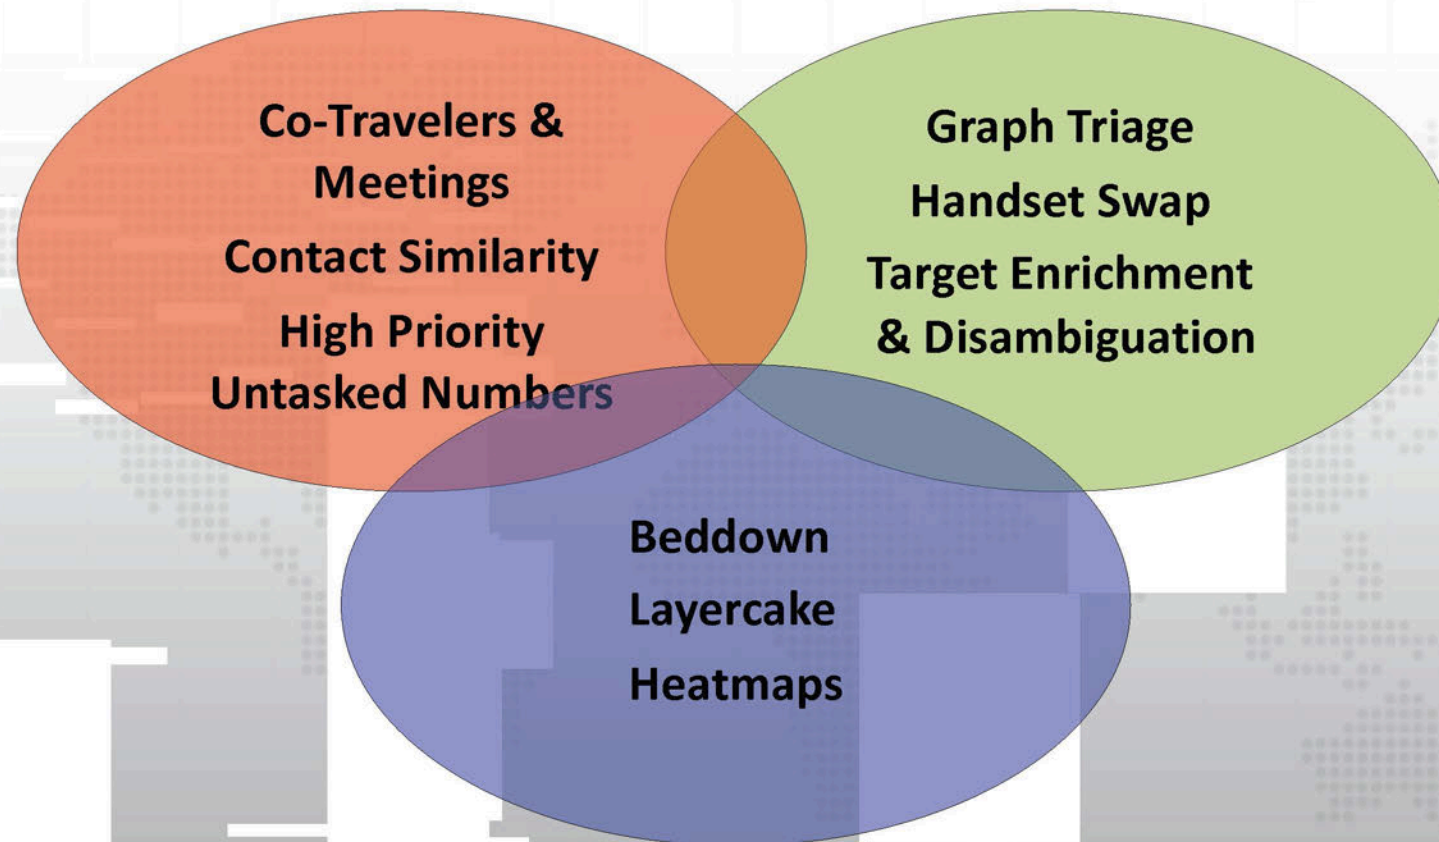 Co-Travelers &
Meetings
Contact Similarity
High Priority
Untasked Numbers
Graph Triage
Handset Swap
Target Enrichment
& Disambiguation
Beddown
Layercake
Heatmaps